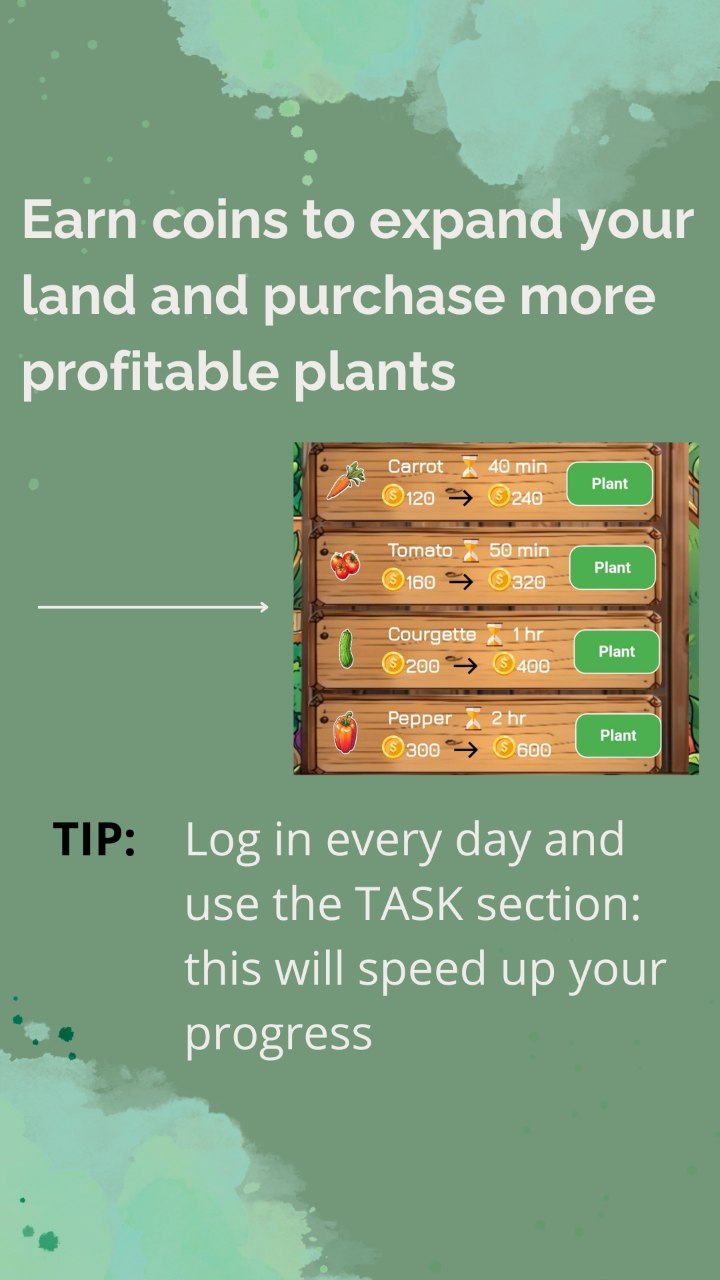 Earn coins to expand your
land and purchase more
profitable plants
Carrot 40 min
120 → 240
Plant
Tomato 50 min
160 → 320
Plant
Courgette 1 hr
200 → 400
Plant
Pepper 2 hr
300 → 600
Plant
TIP: Log in every day and
use the TASK section:
this will speed up your
progress